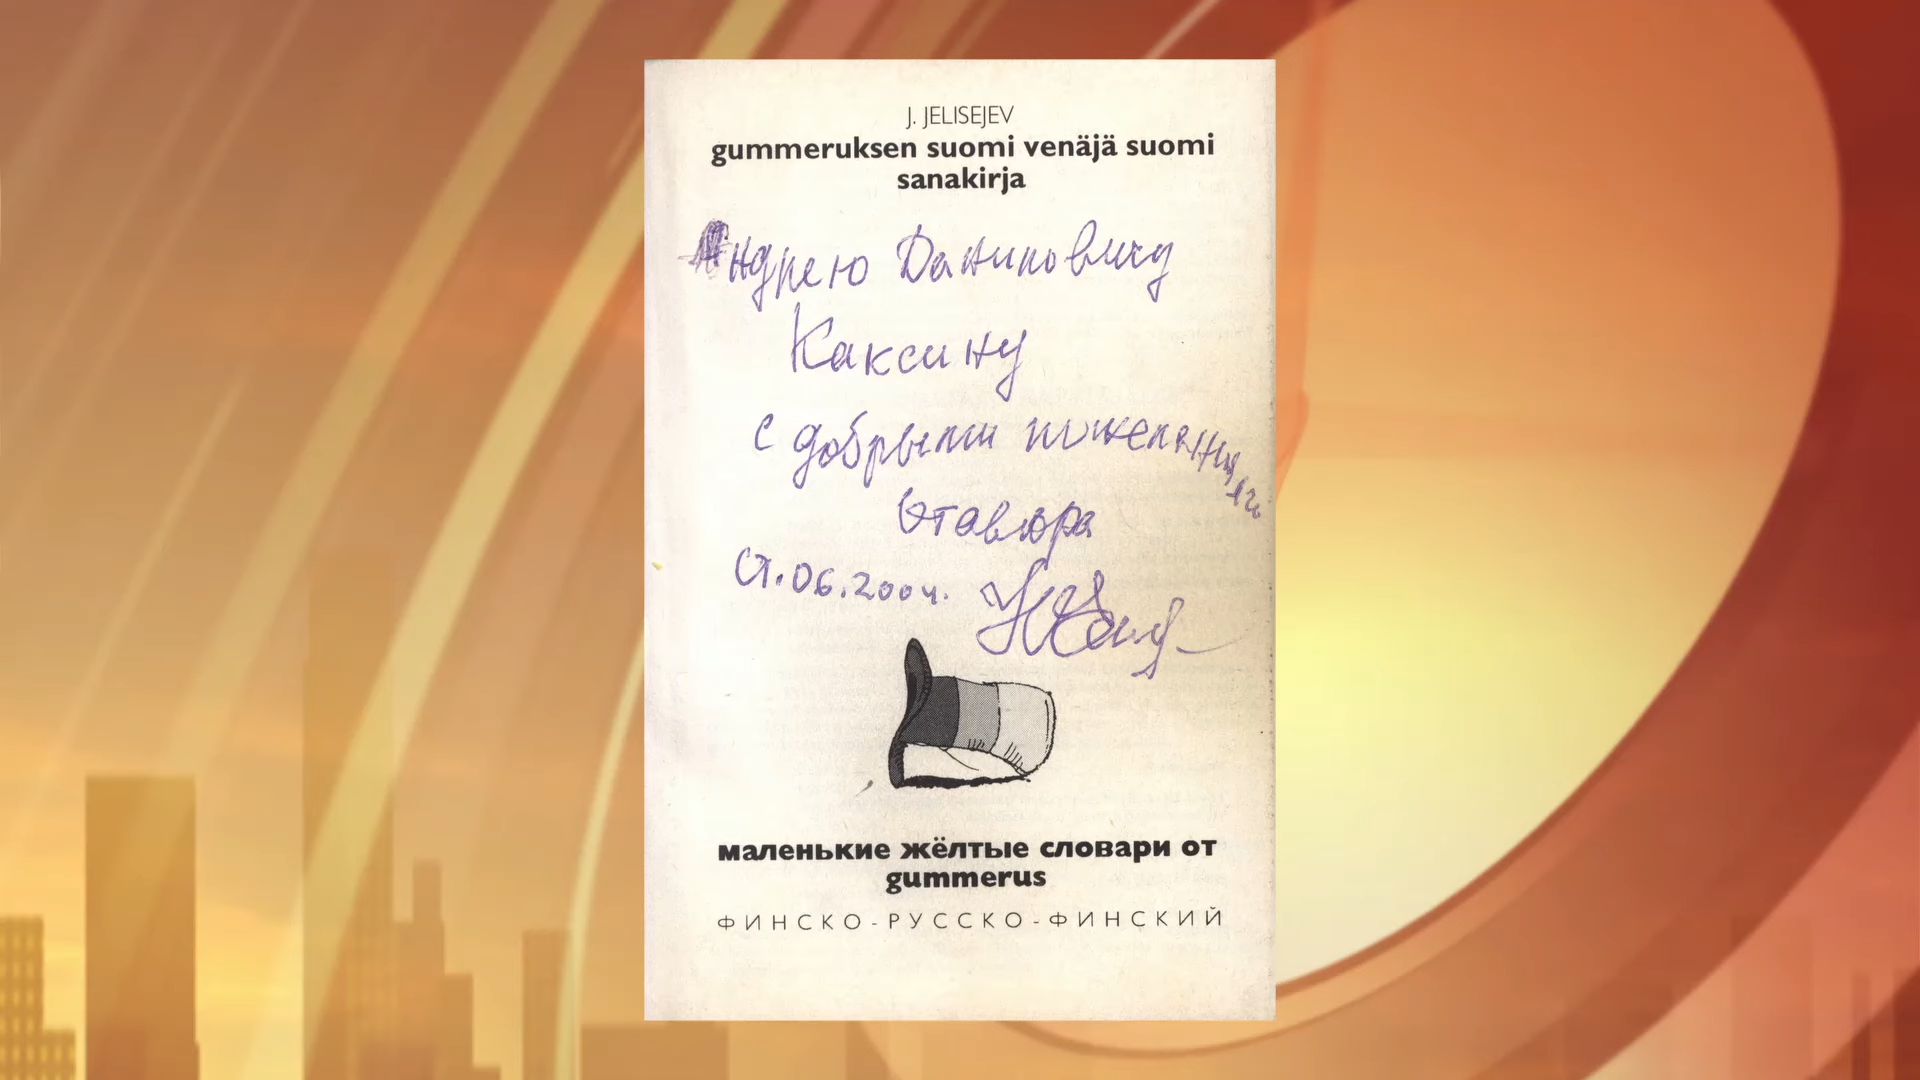 J. JELISEJEV
gummeruksen suomi venäjä suomi
sanakirja
Андрею Даниловичу
Каксину
с добрыми пожеланиями
от автора
01.06.2004.
маленькие жёлтые словари от
gummerus
ФИНСКО-РУССКО-ФИНСКИЙ